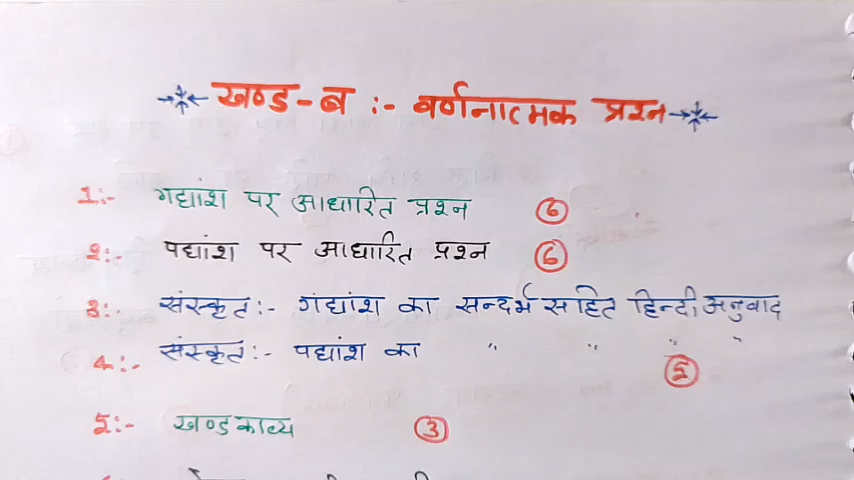 खण्ड-ब :- वर्णनात्मक प्रश्न
1:- गद्यांश पर आधारित प्रश्न 6
2:- पद्यांश पर आधारित प्रश्न 6
3:- संस्कृत:- गंद्यांश का सन्दर्भ सहित हिन्दी अनुवाद
4:- संस्कृत:- पद्यांश का " " " "
5
5:- खण्डकाव्य 3